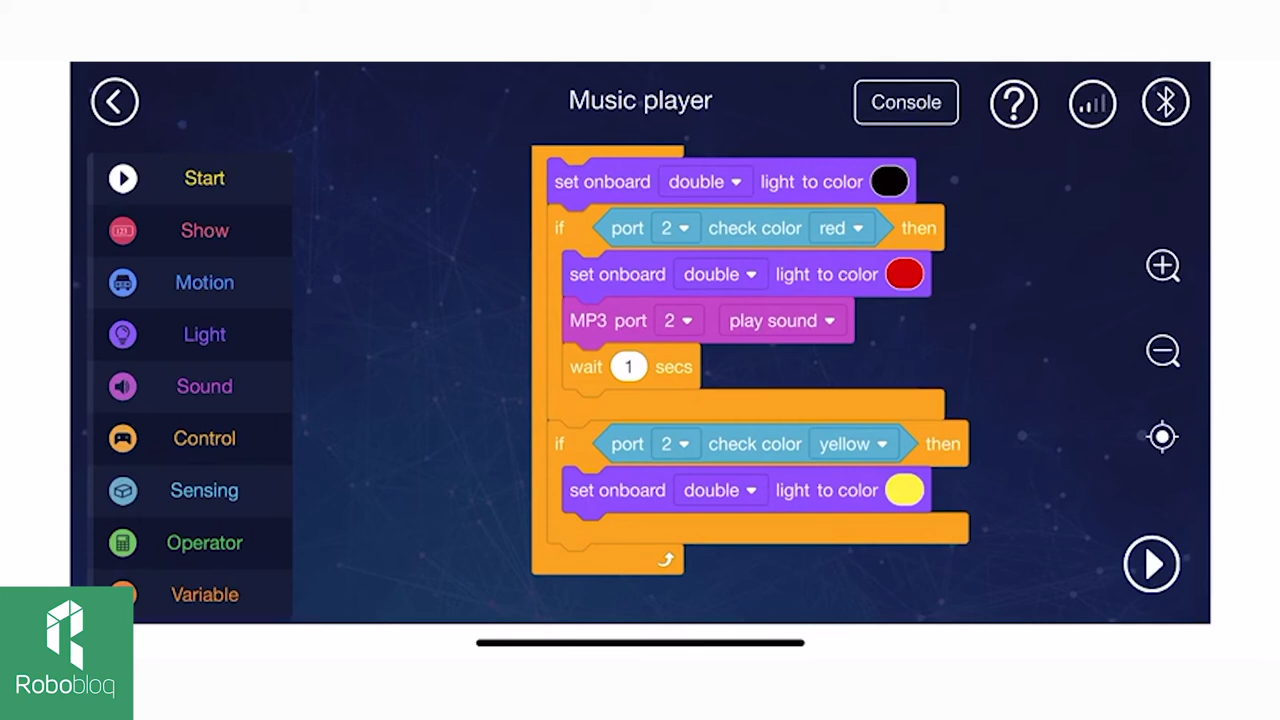 Music player
Console
Start
Show
Motion
Light
Sound
Control
Sensing
Operator
Variable
set onboard double light to color
if port 2 check color red then
set onboard double light to color
MP3 port 2 play sound
wait 1 secs
if port 2 check color yellow then
set onboard double light to color
Robobloq